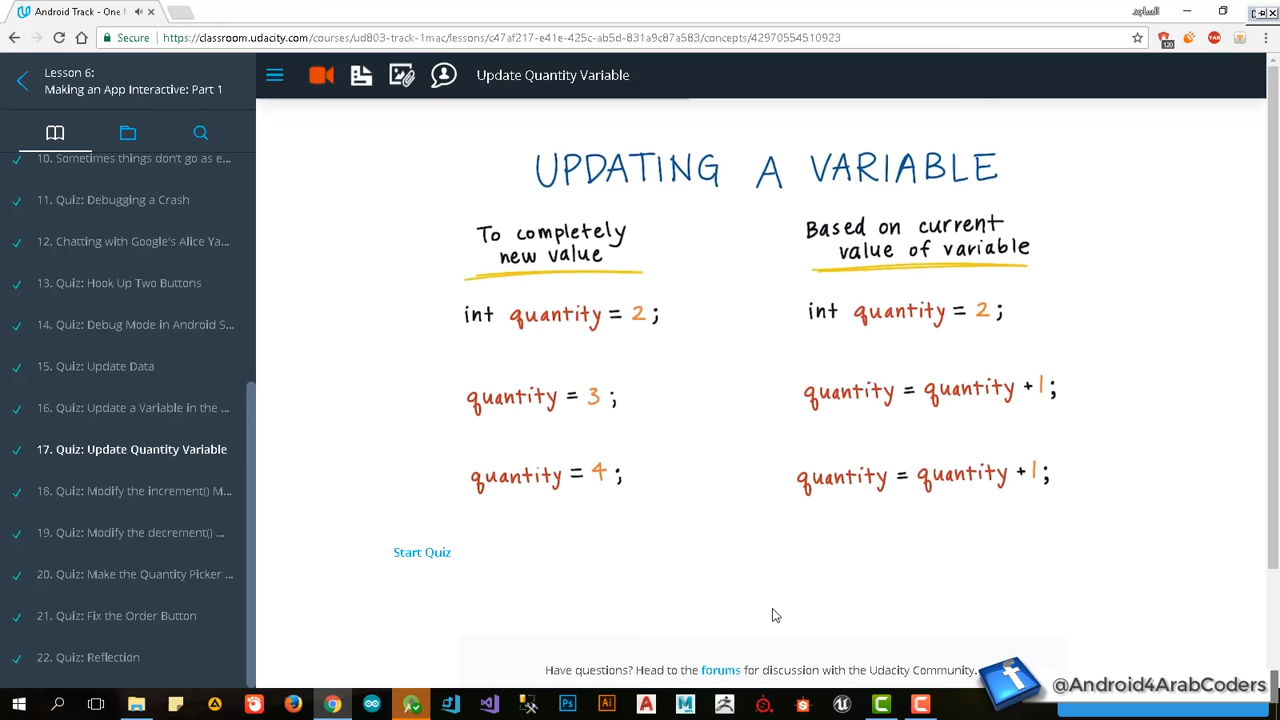 Android Track - One M
الساجد
Secure
https://classroom.udacity.com/courses/ud803-track-1mac/lessons/c47af217-e41e-425c-ab5d-831a9c87a583/concepts/42970554510923
120
YAB
Lesson 6:
Making an App Interactive: Part 1
Update Quantity Variable
10. Sometimes things don't go as e...
11. Quiz: Debugging a Crash
12. Chatting with Google's Alice Ya...
13. Quiz: Hook Up Two Buttons
14. Quiz: Debug Mode in Android S...
15. Quiz: Update Data
16. Quiz: Update a Variable in the ...
17. Quiz: Update Quantity Variable
18. Quiz: Modify the increment() M...
19. Quiz: Modify the decrement() ...
20. Quiz: Make the Quantity Picker ...
21. Quiz: Fix the Order Button
22. Quiz: Reflection
UPDATING A VARIABLE
To completely
new value
int quantity = 2 ;
quantity = 3 ;
quantity = 4 ;
Based on current
value of variable
int quantity = 2 ;
quantity = quantity + 1 ;
quantity = quantity + 1 ;
Start Quiz
Have questions? Head to the forums for discussion with the Udacity Community.
@Android4ArabCoders